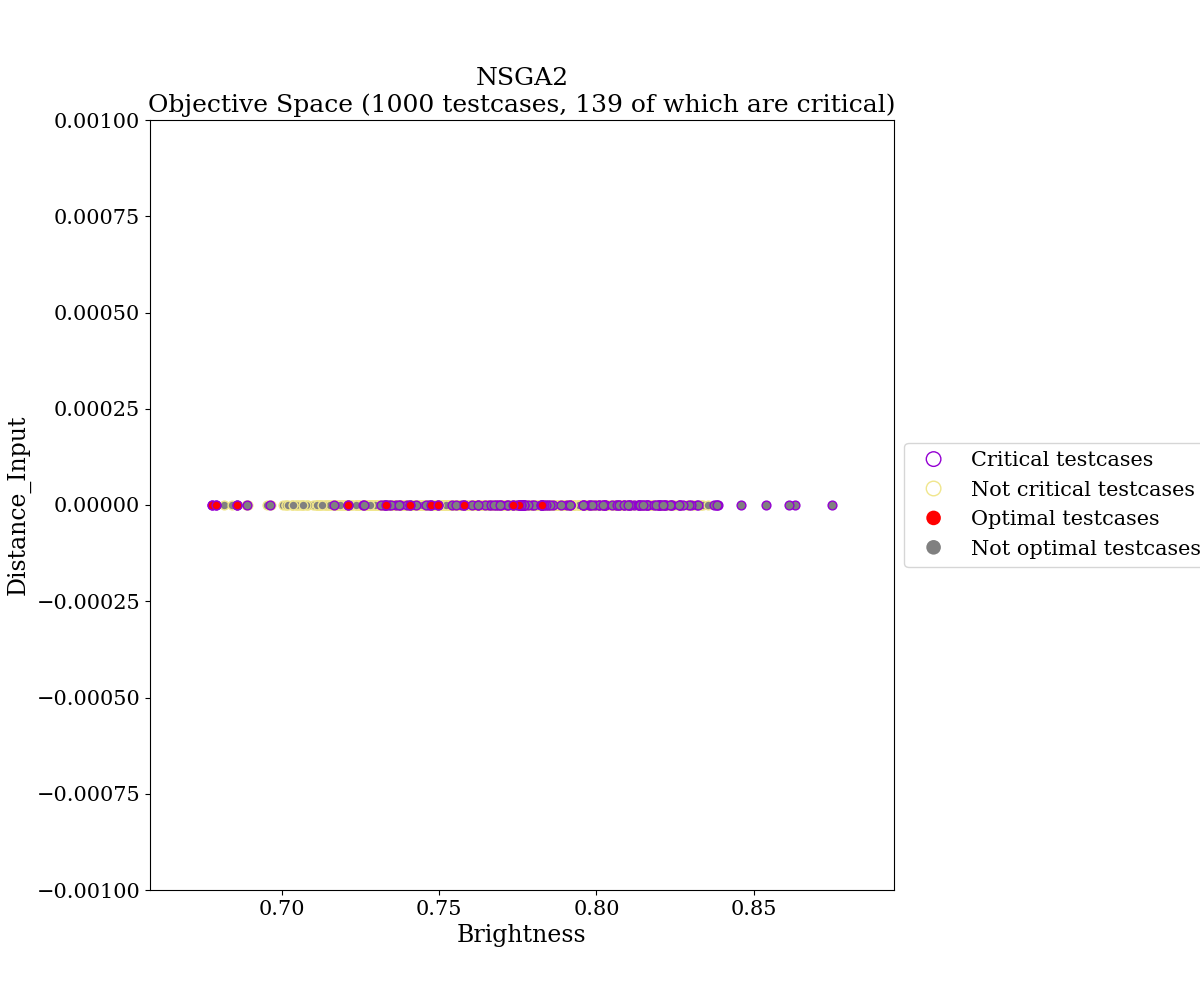 NSGA2
Objective Space (1000 testcases, 139 of which are critical)
0.00100
0.00075
0.00050
0.00025
0.00000
−0.00025
−0.00050
−0.00075
−0.00100
Distance_Input
0.70
0.75
0.80
0.85
Brightness
Critical testcases
Not critical testcases
Optimal testcases
Not optimal testcases